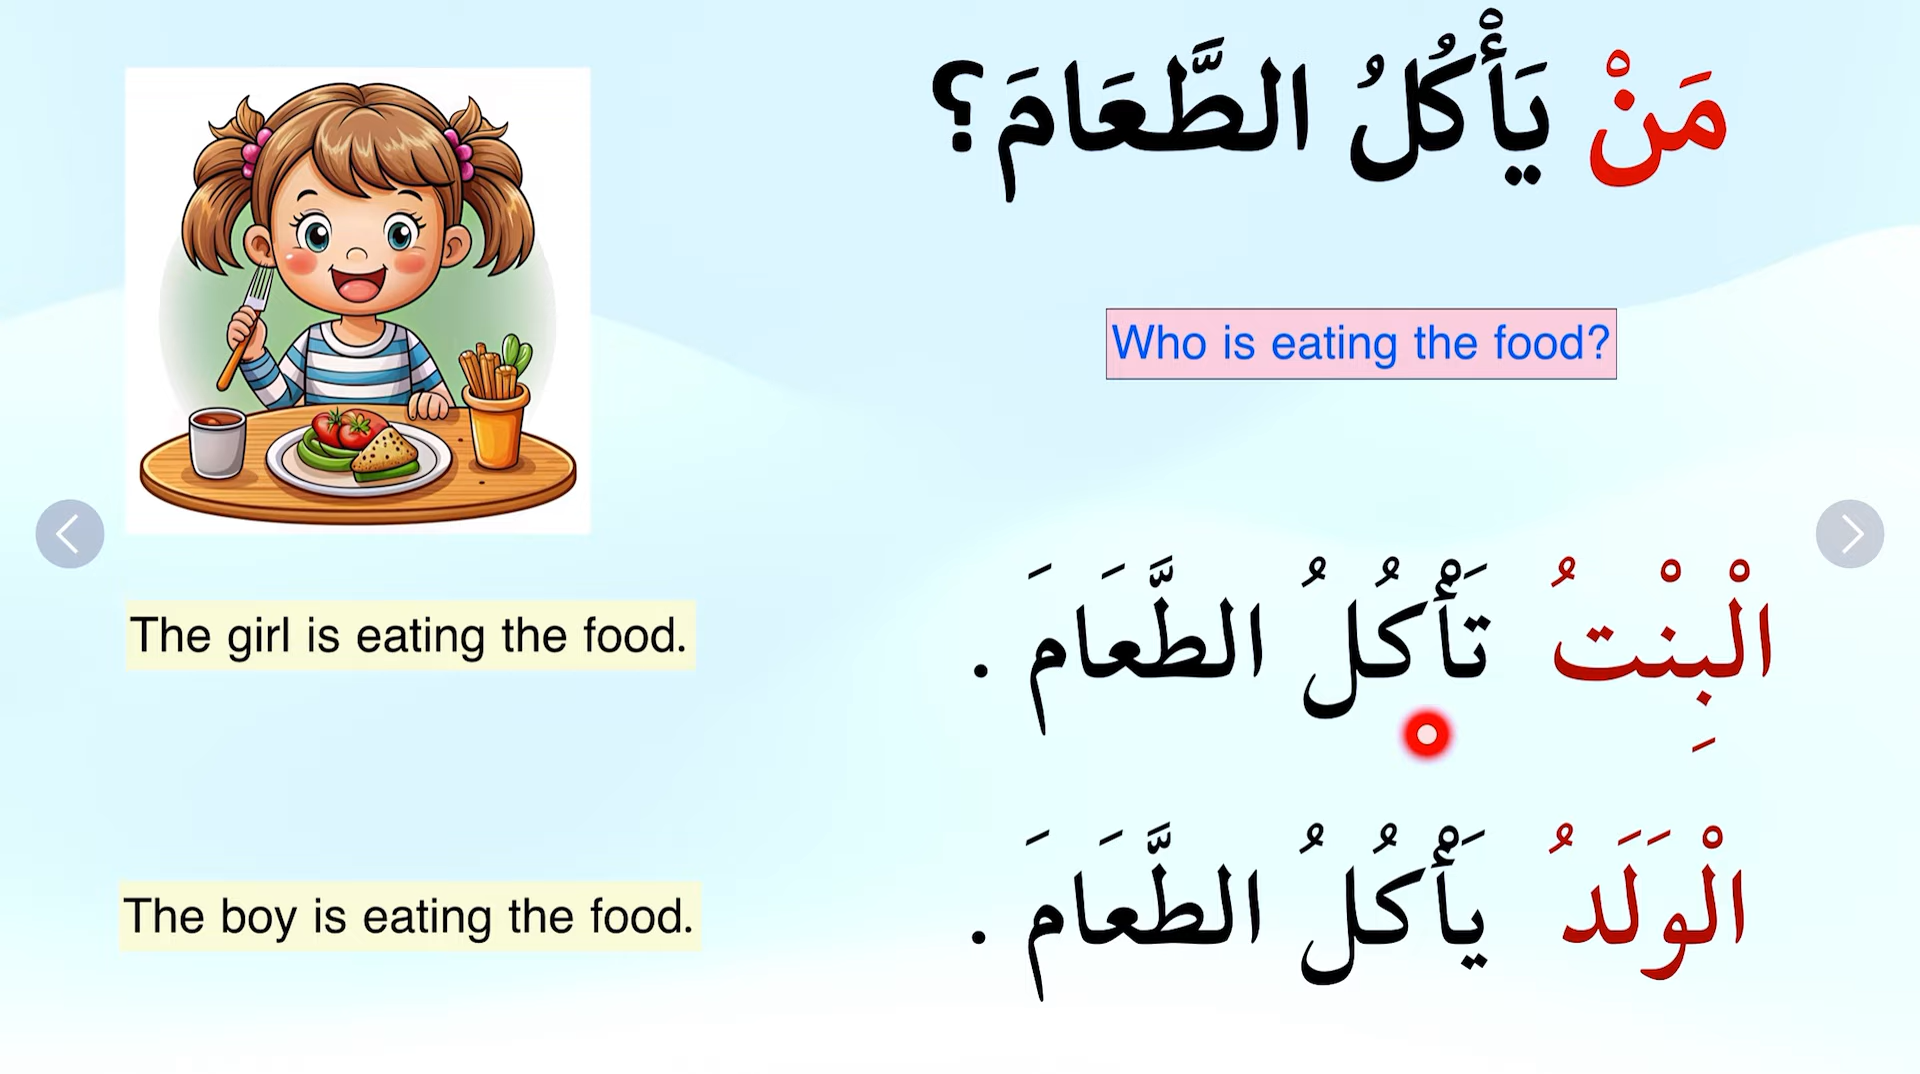 مَنْ يَأْكُلُ الطَّعَامَ؟
Who is eating the food?
الْبِنْتُ تَأْكُلُ الطَّعَامَ .
The girl is eating the food.
الْوَلَدُ يَأْكُلُ الطَّعَامَ .
The boy is eating the food.